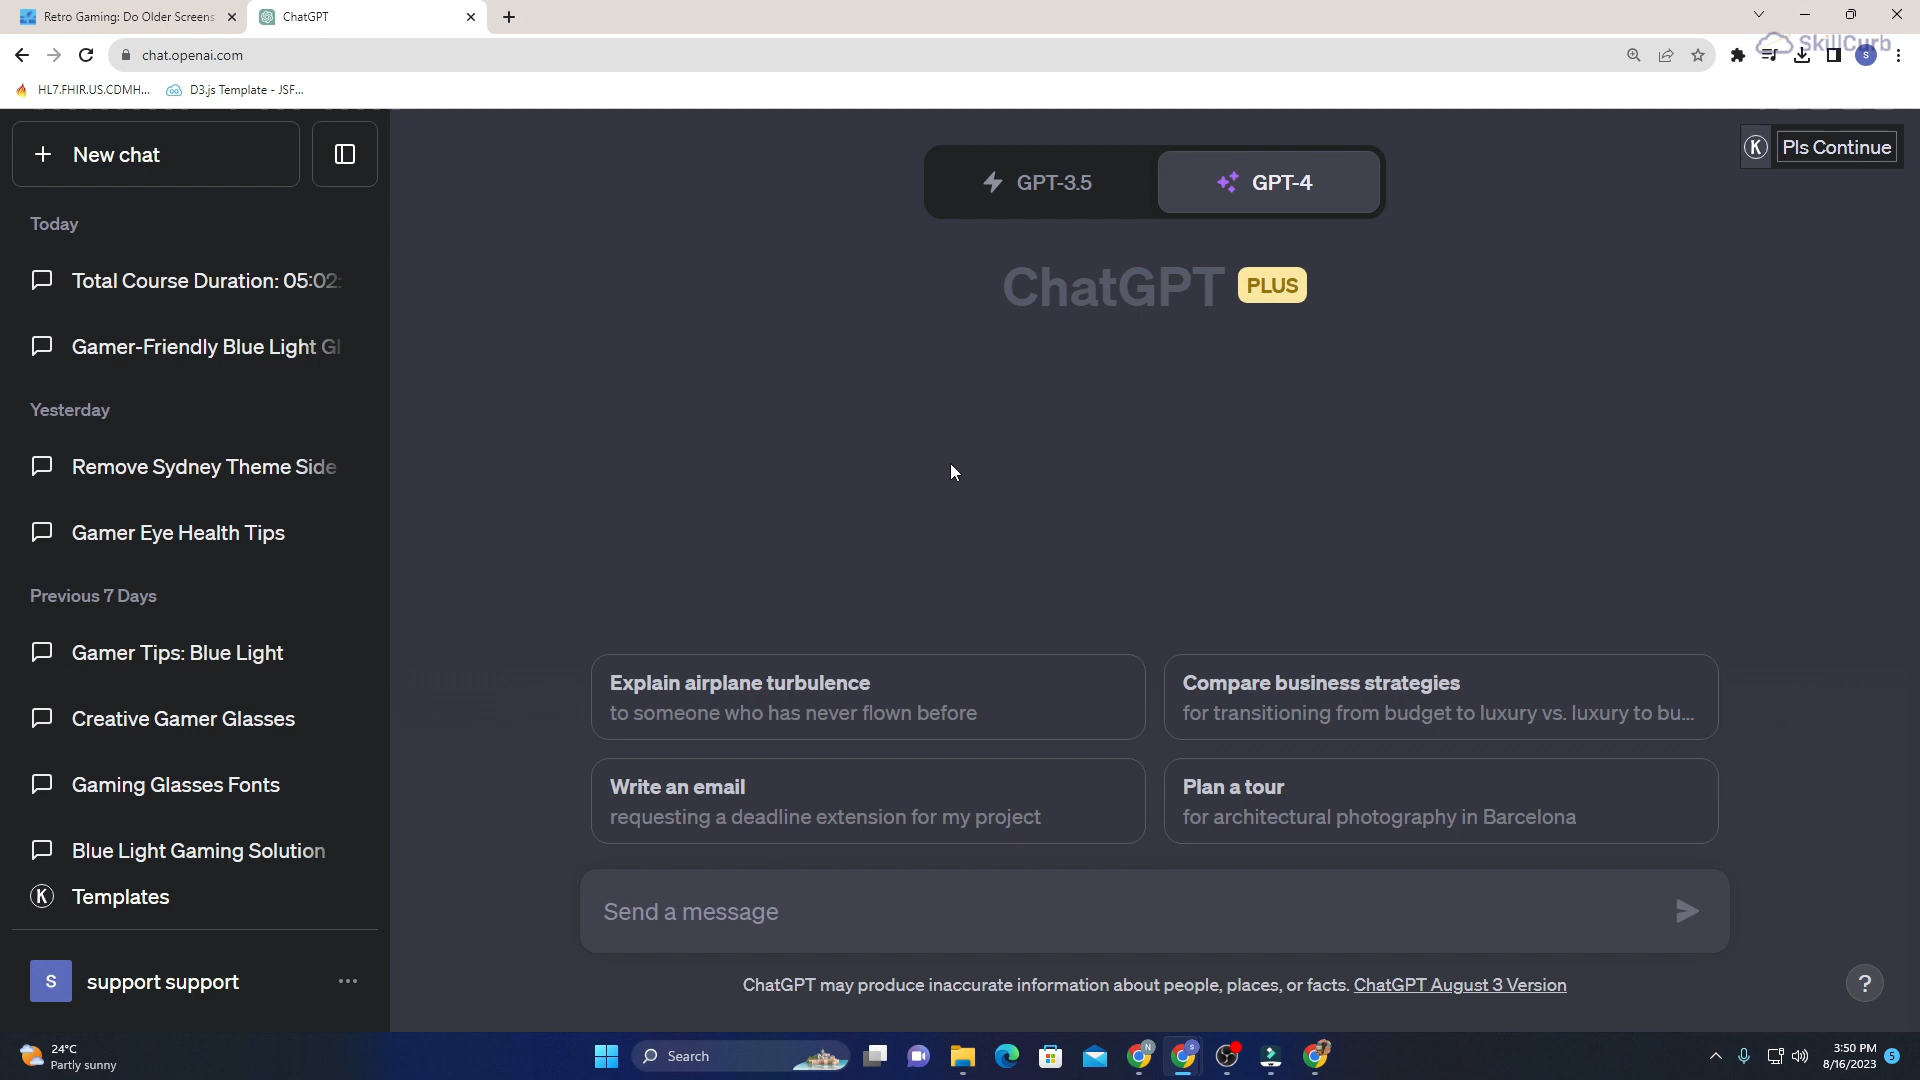 Retro Gaming: Do Older Screens
ChatGPT
chat.openai.com
SkillCurb
S
HL7.FHIR.US.CDMH...
D3.js Template - JSF...
New chat
K
Pls Continue
GPT-3.5
GPT-4
Today
Total Course Duration: 05:02:
ChatGPT PLUS
Gamer-Friendly Blue Light Gl
Yesterday
Remove Sydney Theme Side
Gamer Eye Health Tips
Previous 7 Days
Gamer Tips: Blue Light
Creative Gamer Glasses
Gaming Glasses Fonts
Blue Light Gaming Solution
K Templates
S support support
Explain airplane turbulence
to someone who has never flown before
Compare business strategies
for transitioning from budget to luxury vs. luxury to bu...
Write an email
requesting a deadline extension for my project
Plan a tour
for architectural photography in Barcelona
Send a message
ChatGPT may produce inaccurate information about people, places, or facts. ChatGPT August 3 Version
?
24°C
Partly sunny
Search
N
S
3:50 PM
8/16/2023
5